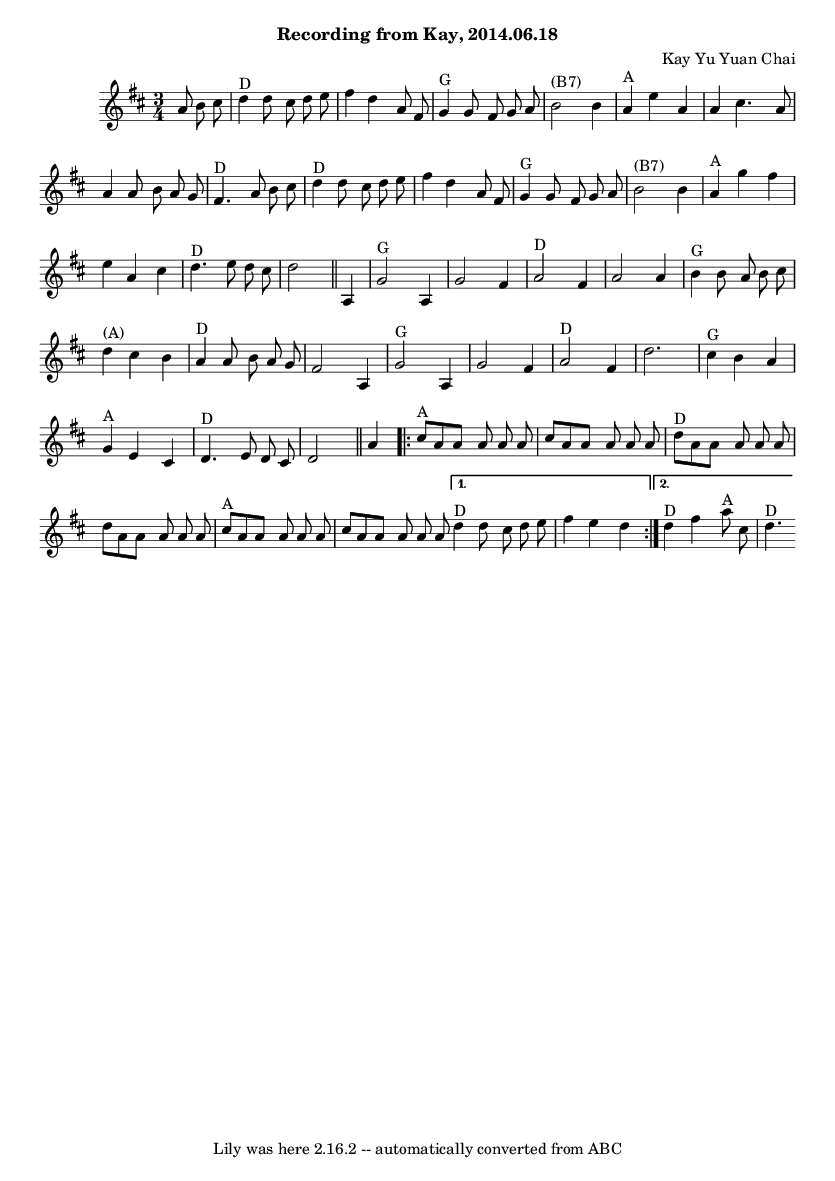 Recording from Kay, 2014.06.18
Kay Yu Yuan Chai
D G (B7) A
3 4
D D G (B7) A
D G D G
(A) D G D G
A D A D
1. 2.
A D D A D
Lily was here 2.16.2 -- automatically converted from ABC